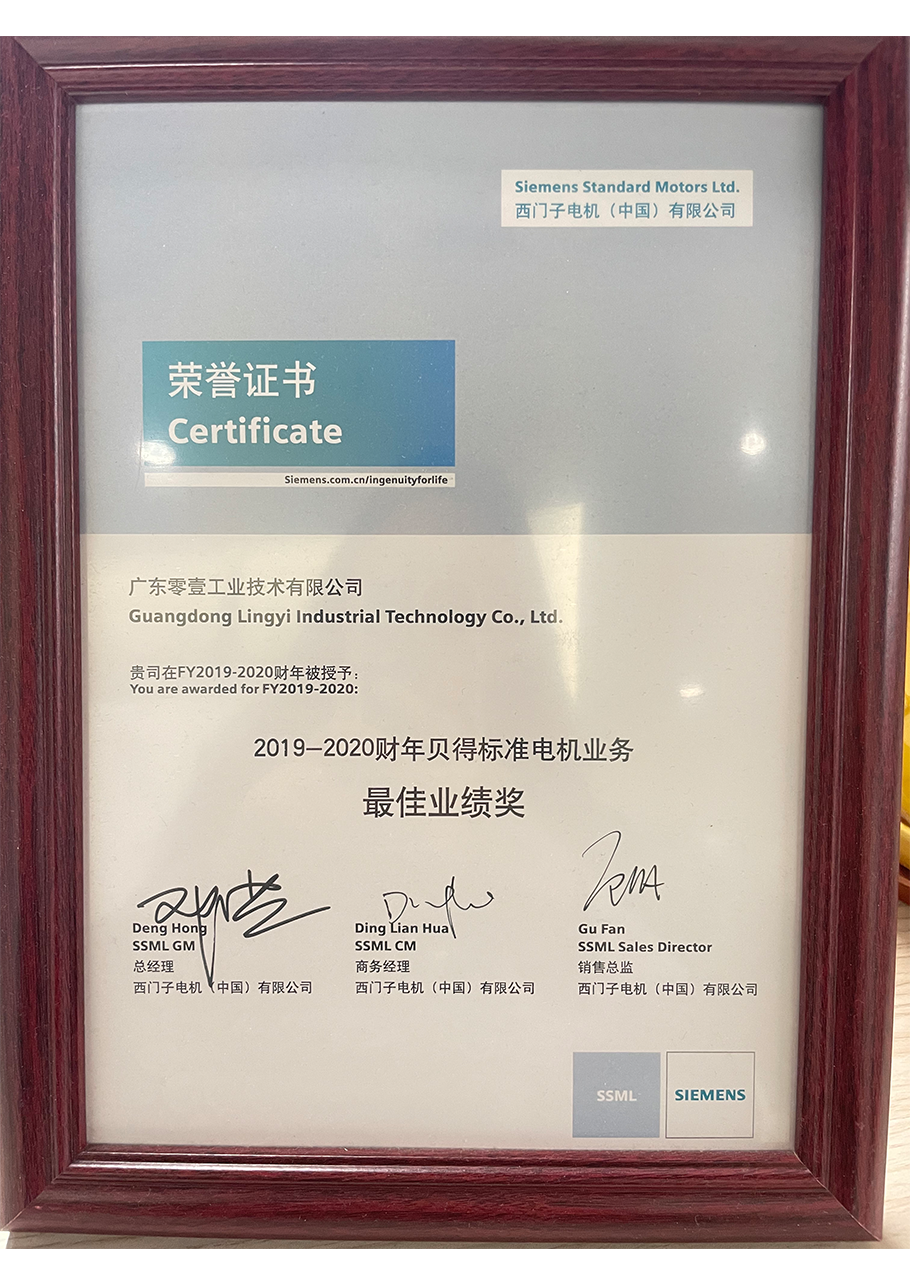 Siemens Standard Motors Ltd.
西门子电机（中国）有限公司
荣誉证书
Certificate
Siemens.com.cn/ingenuityforlife
广东零壹工业技术有限公司
Guangdong Lingyi Industrial Technology Co., Ltd.
贵司在FY2019-2020财年被授予：
You are awarded for FY2019-2020:
2019—2020财年贝得标准电机业务
最佳业绩奖
Deng Hong
SSML GM
总经理
西门子电机（中国）有限公司
Ding Lian Hua
SSML CM
商务经理
西门子电机（中国）有限公司
Gu Fan
SSML Sales Director
销售总监
西门子电机（中国）有限公司
SSML
SIEMENS